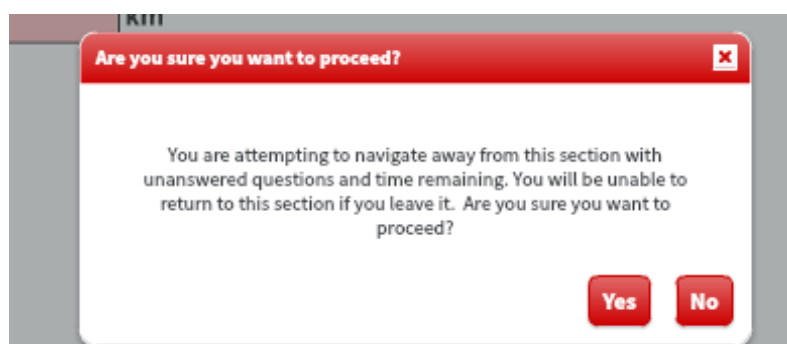 km
Are you sure you want to proceed?
You are attempting to navigate away from this section with
unanswered questions and time remaining. You will be unable to
return to this section if you leave it. Are you sure you want to
proceed?
Yes No